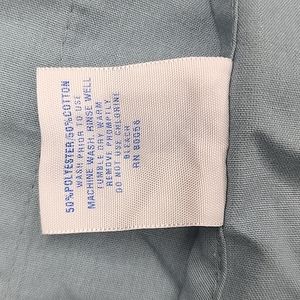 50% POLYESTER/50% COTTON
WASH PRIOR TO USE
MACHINE WASH. RINSE WELL
TUMBLE DRY. WARM
REMOVE PROMPTLY
DO NOT USE CHLORINE
BLEACH
RN 80056